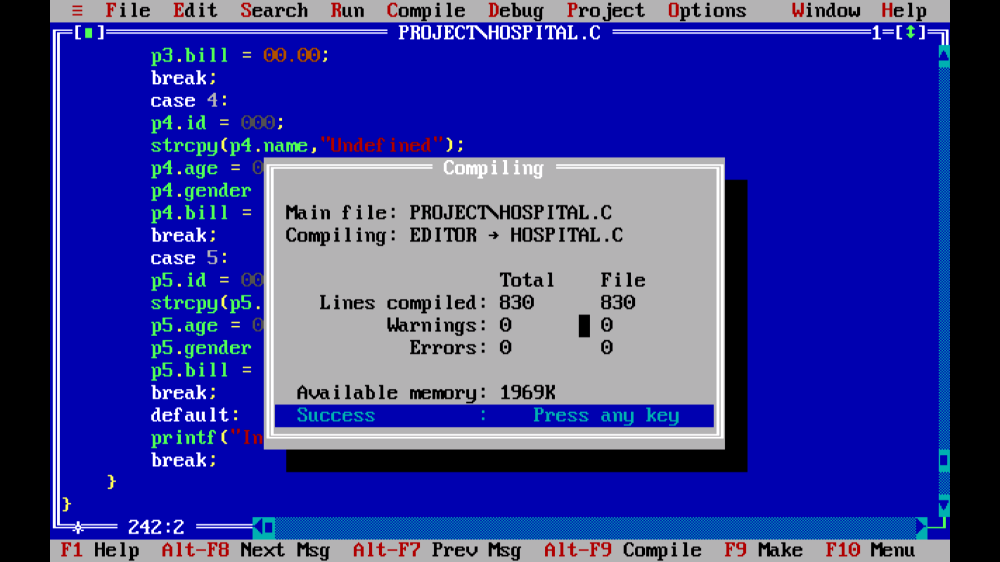 ≡ File Edit Search Run Compile Debug Project Options Window Help
[■] PROJECT\HOSPITAL.C 1=[↕]
p3.bill = 00.00;
break;
case 4:
p4.id = 000;
strcpy(p4.name,"Undefined");
p4.age = 0
p4.gender
p4.bill =
break;
case 5:
p5.id = 00
strcpy(p5.
p5.age = 0
p5.gender
p5.bill =
break;
default:
printf("In
break;
}
}
Compiling
Main file: PROJECT\HOSPITAL.C
Compiling: EDITOR → HOSPITAL.C
Total File
Lines compiled: 830 830
Warnings: 0 0
Errors: 0 0
Available memory: 1969K
Success : Press any key
242:2
F1 Help Alt-F8 Next Msg Alt-F7 Prev Msg Alt-F9 Compile F9 Make F10 Menu